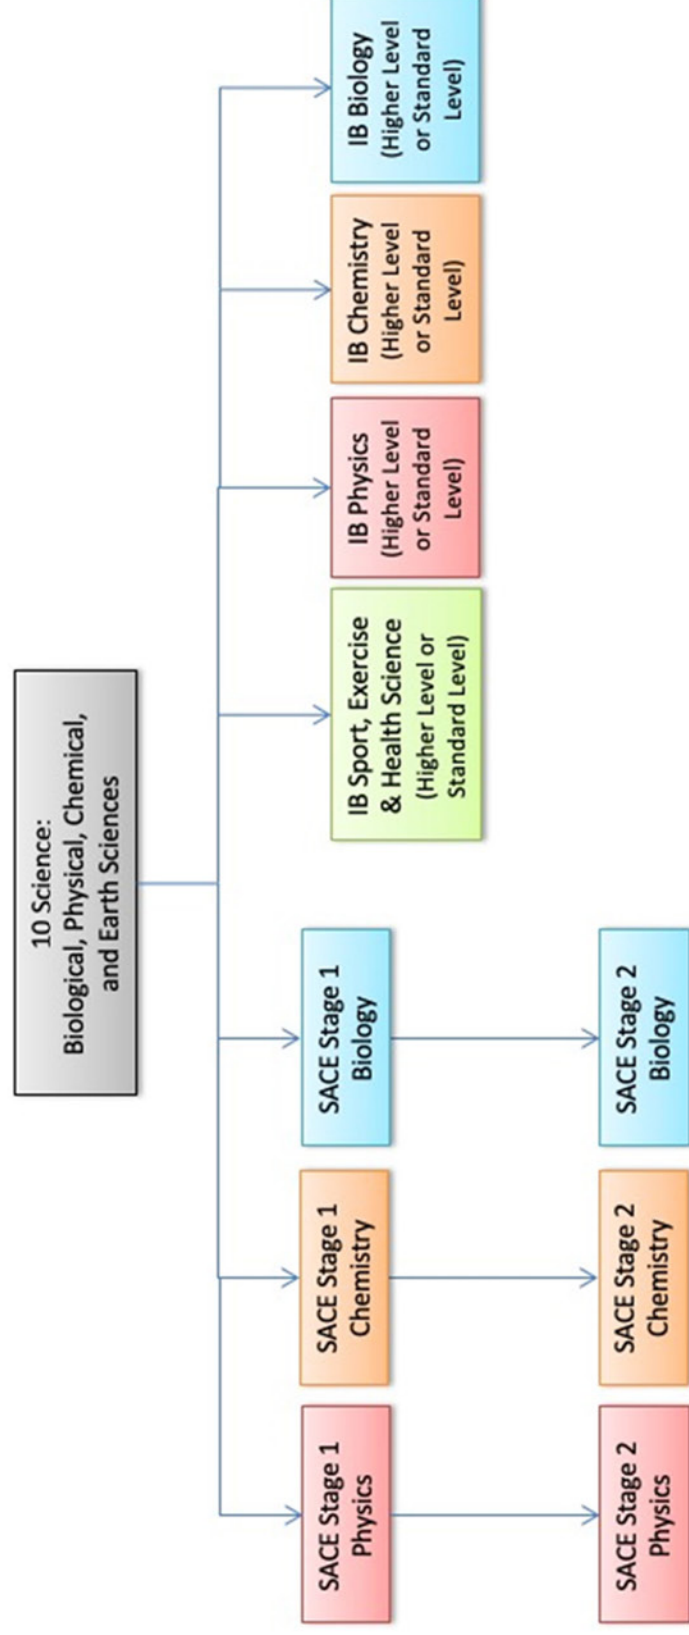 10 Science:
Biological, Physical, Chemical,
and Earth Sciences
SACE Stage 1
Physics
SACE Stage 1
Chemistry
SACE Stage 1
Biology
IB Sport, Exercise
& Health Science
(Higher Level or
Standard Level)
IB Physics
(Higher Level
or Standard
Level)
IB Chemistry
(Higher Level
or Standard
Level)
IB Biology
(Higher Level
or Standard
Level)
SACE Stage 2
Physics
SACE Stage 2
Chemistry
SACE Stage 2
Biology